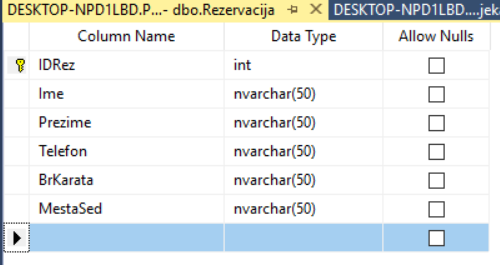 DESKTOP-NPD1LBD.P...- dbo.Rezervacija DESKTOP-NPD1LBD....jeka
Column Name Data Type Allow Nulls
IDRez int
Ime nvarchar(50)
Prezime nvarchar(50)
Telefon nvarchar(50)
BrKarata nvarchar(50)
MestaSed nvarchar(50)